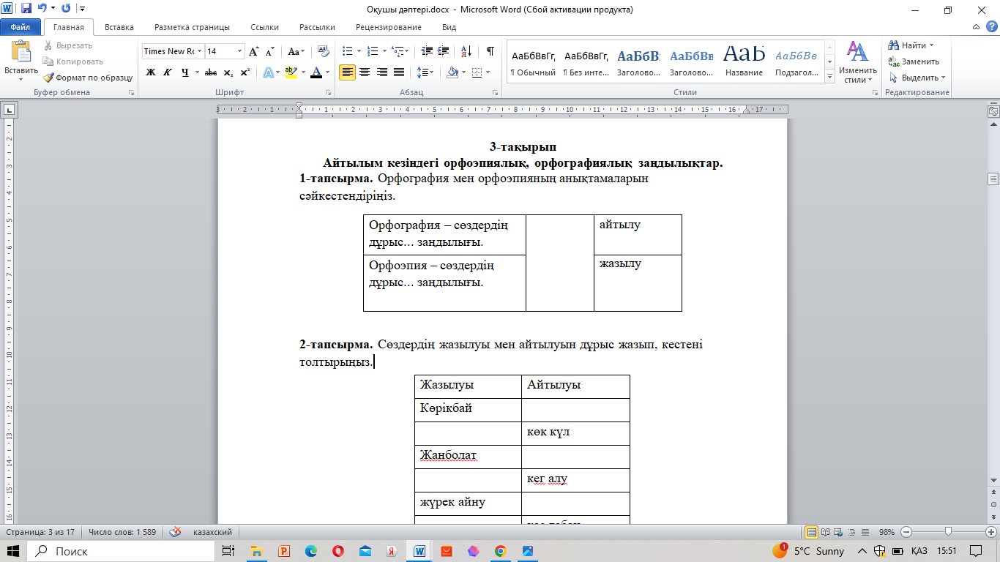 Оқушы дәптері.docx - Microsoft Word (Сбой активации продукта)
Файл Главная Вставка Разметка страницы Ссылки Рассылки Рецензирование Вид
Вставить
Вырезать
Копировать
Формат по образцу
Буфер обмена
Times New Ro 14
Шрифт
Абзац
АаБбВвГг, АаБбВвГг, АаБбВ АаБбВв АаБ АаБбВв.
¶ Обычный ¶ Без инте... Заголово... Заголово... Название Подзагол...
Стили
Изменить стили
Найти
Заменить
Выделить
Редактирование
3-тақырып
Айтылым кезіндегі орфоэпиялық, орфографиялық заңдылықтар.
1-тапсырма. Орфография мен орфоэпияның анықтамаларын
сәйкестендіріңіз.
Орфография – сөздердің айтылу
дұрыс... заңдылығы.
Орфоэпия – сөздердің жазылу
дұрыс... заңдылығы.
2-тапсырма. Сөздердің жазылуы мен айтылуын дұрыс жазып, кестені
толтырыңыз.
Жазылуы Айтылуы
Көрікбай
көк күл
Жанболат
кег алу
жүрек айну
Страница: 3 из 17 Число слов: 1 589 казахский 98%
Поиск 5°C Sunny ҚАЗ 15:51